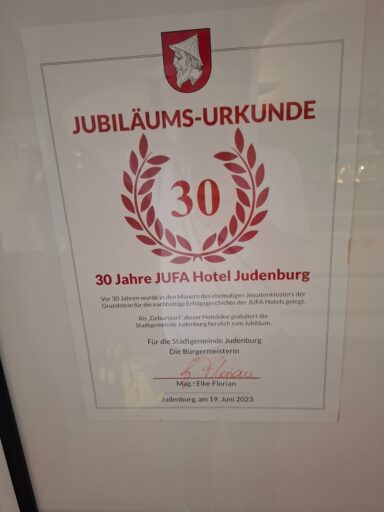 JUBILÄUMS-URKUNDE
30
30 Jahre JUFA Hotel Judenburg
Vor 30 Jahren wurde in den Mauern des ehemaligen Jesuitenklosters der
Grundstein für die nachhaltige Erfolgsgeschichte der JUFA Hotels gelegt.
Als „Geburtsort“ dieser Hotelidee gratuliert die
Stadtgemeinde Judenburg herzlich zum Jubiläum.
Für die Stadtgemeinde Judenburg
Die Bürgermeisterin
Mag.ª Elke Florian
Judenburg, am 19. Juni 2023